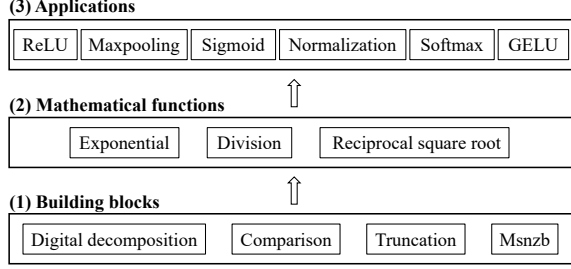 (3) Applications
ReLU Maxpooling Sigmoid Normalization Softmax GELU
(2) Mathematical functions
Exponential Division Reciprocal square root
(1) Building blocks
Digital decomposition Comparison Truncation Msnzb